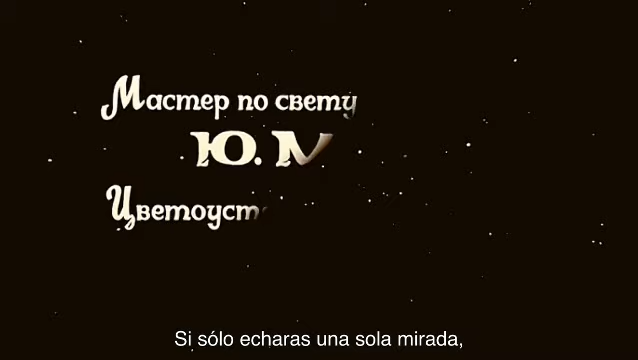 Мастер по свету
Ю.
Si sólo echaras una sola mirada,